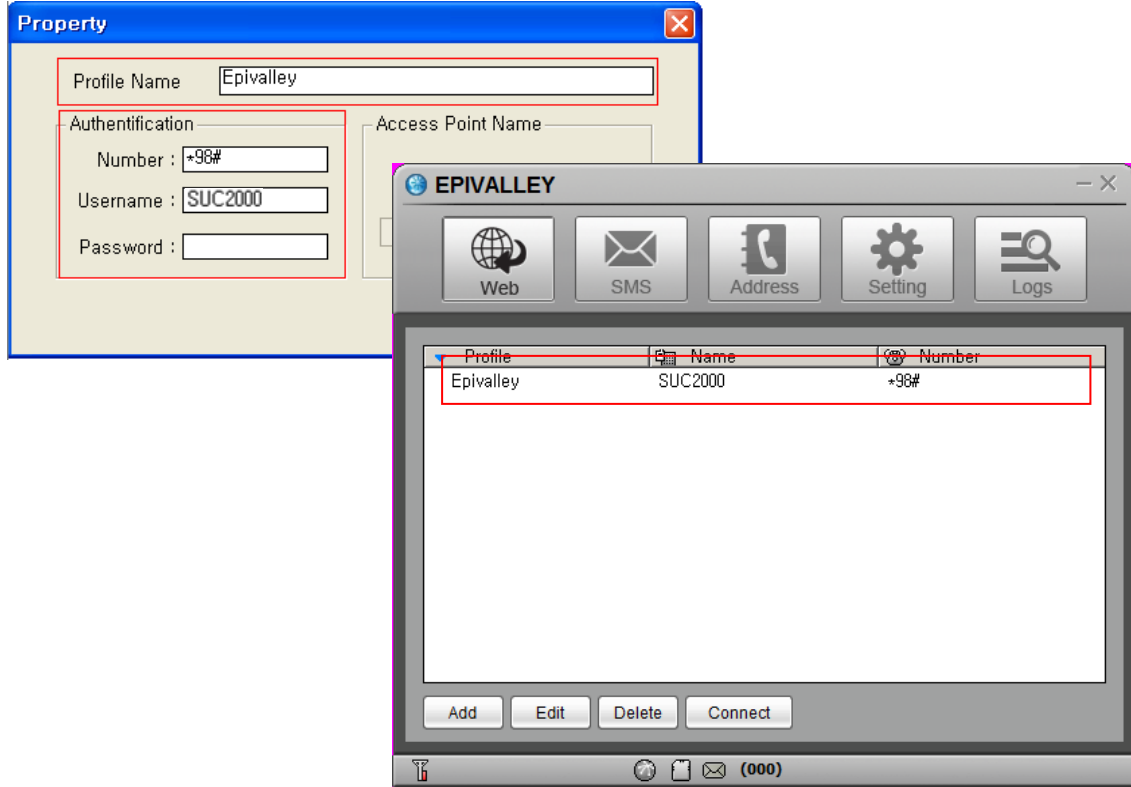 Property
Profile Name Epivalley
Authentification
Number : *98#
Username : SUC2000
Password :
Access Point Name
EPIVALLEY
Web SMS Address Setting Logs
Profile Name Number
Epivalley SUC2000 *98#
Add Edit Delete Connect
(000)